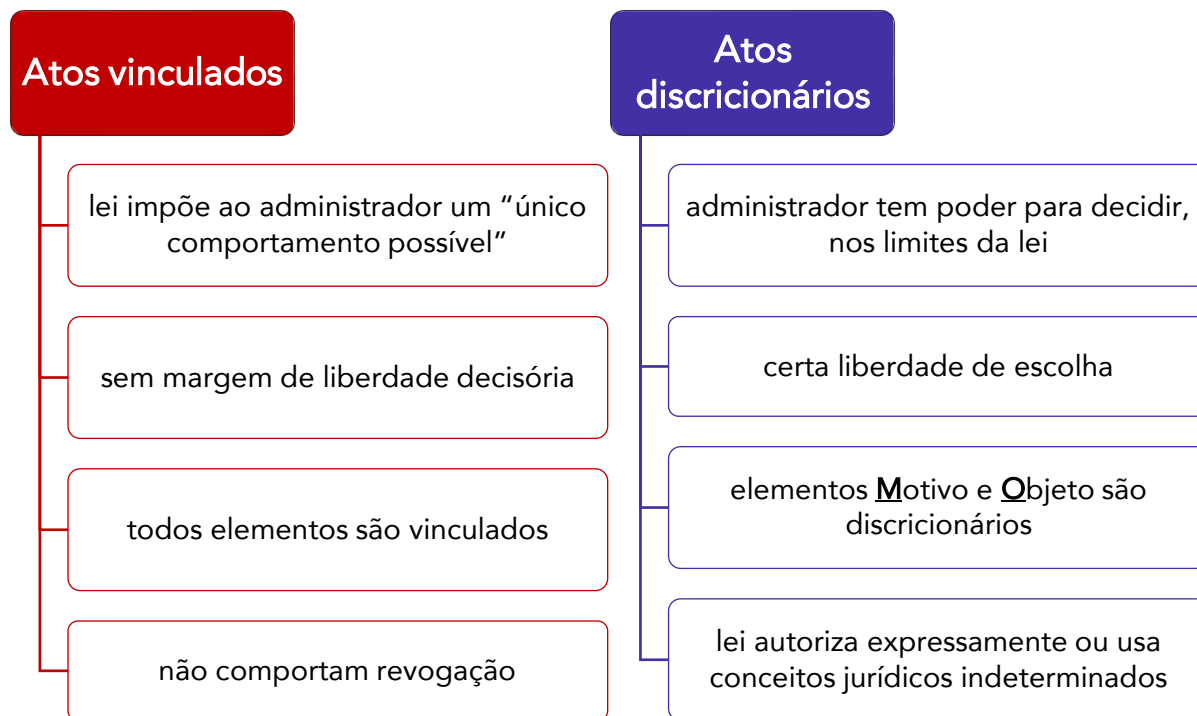 Atos vinculados
lei impõe ao administrador um “único
comportamento possível”
sem margem de liberdade decisória
todos elementos são vinculados
não comportam revogação
Atos
discricionários
administrador tem poder para decidir,
nos limites da lei
certa liberdade de escolha
elementos Motivo e Objeto são
discricionários
lei autoriza expressamente ou usa
conceitos jurídicos indeterminados